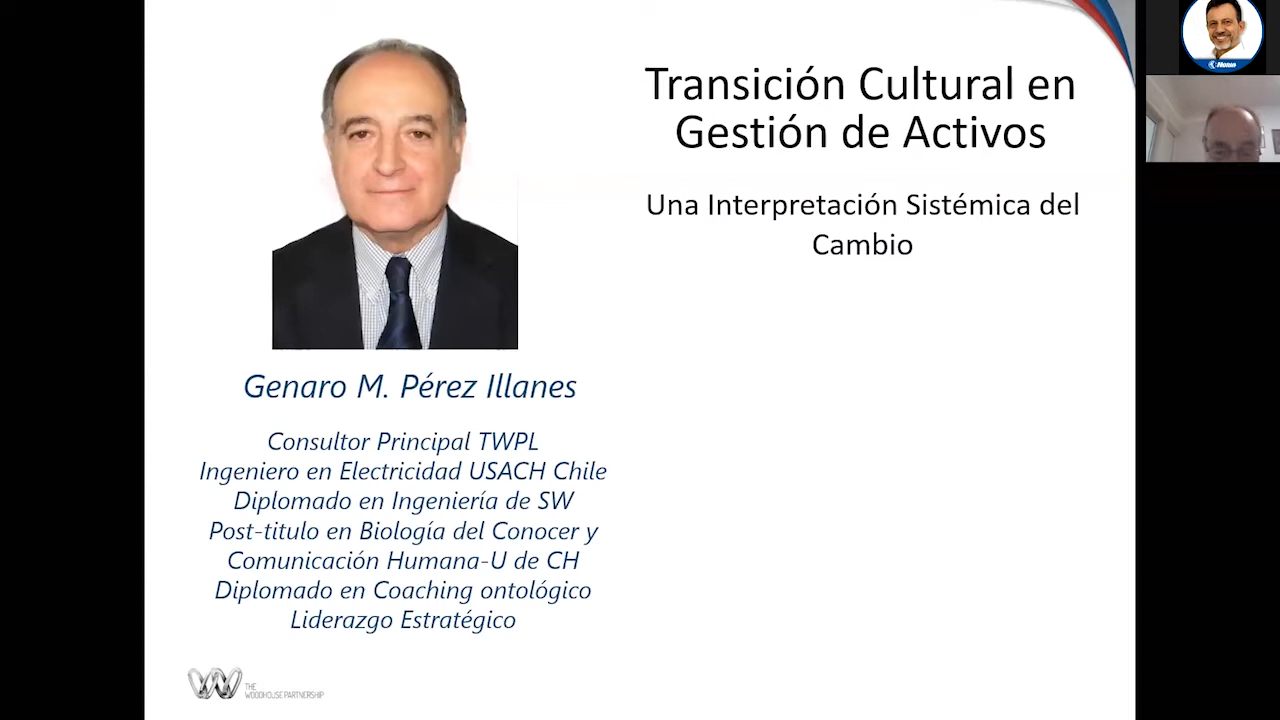 Transición Cultural en
Gestión de Activos
Una Interpretación Sistémica del
Cambio
Genaro M. Pérez Illanes
Consultor Principal TWPL
Ingeniero en Electricidad USACH Chile
Diplomado en Ingeniería de SW
Post-titulo en Biología del Conocer y
Comunicación Humana-U de CH
Diplomado en Coaching ontológico
Liderazgo Estratégico
THE
WOODHOUSE PARTNERSHIP